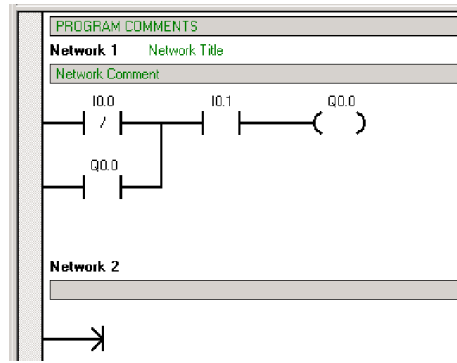 PROGRAM COMMENTS
Network 1 Network Title
Network Comment
I0.0 I0.1 Q0.0
Q0.0
Network 2